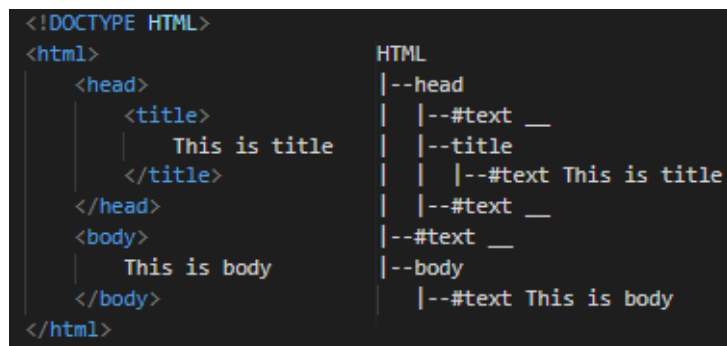 <!DOCTYPE HTML>
<html>
    <head>
        <title>
            This is title
        </title>
    </head>
    <body>
        This is body
    </body>
</html>
HTML
|--head
|  |--#text __
|  |--title
|  |  |--#text This is title
|  |--#text __
|--#text __
|--body
   |--#text This is body